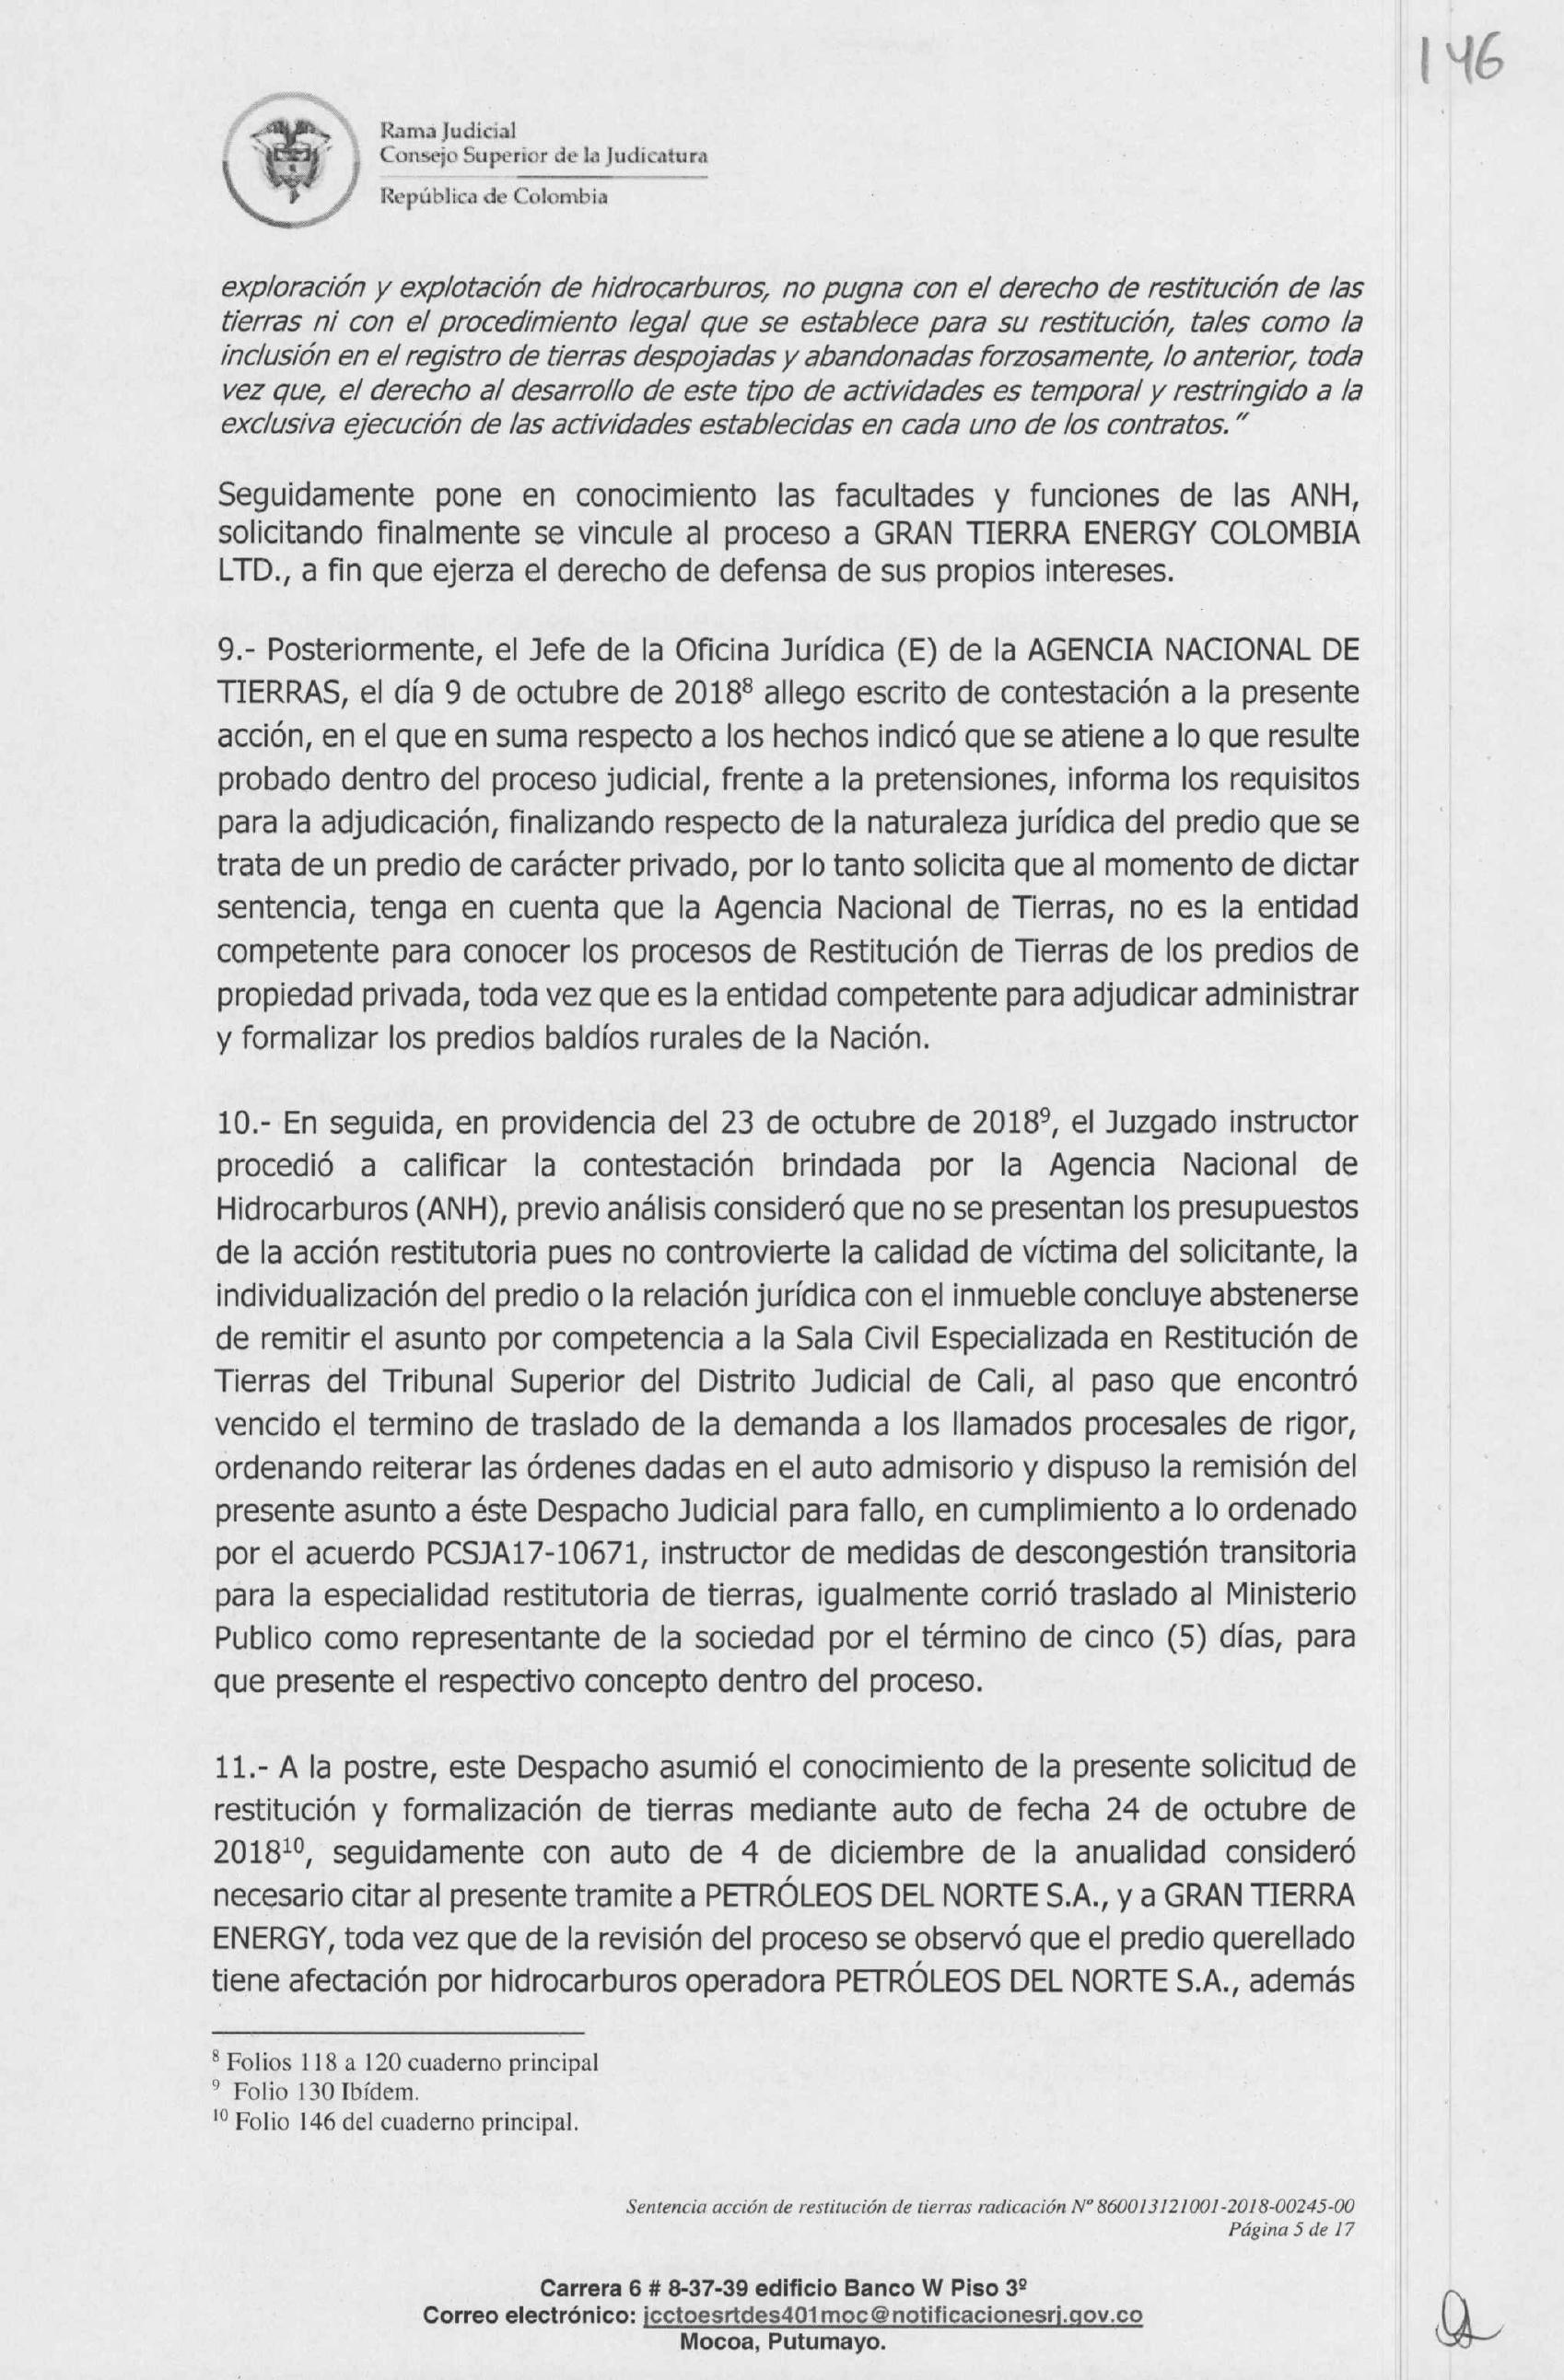 146
Rama Judicial
Consejo Superior de la Judicatura
República de Colombia
exploración y explotación de hidrocarburos, no pugna con el derecho de restitución de las
tierras ni con el procedimiento legal que se establece para su restitución, tales como la
inclusión en el registro de tierras despojadas y abandonadas forzosamente, lo anterior, toda
vez que, el derecho al desarrollo de este tipo de actividades es temporal y restringido a la
exclusiva ejecución de las actividades establecidas en cada uno de los contratos."
Seguidamente pone en conocimiento las facultades y funciones de las ANH,
solicitando finalmente se vincule al proceso a GRAN TIERRA ENERGY COLOMBIA
LTD., a fin que ejerza el derecho de defensa de sus propios intereses.
9.- Posteriormente, el Jefe de la Oficina Jurídica (E) de la AGENCIA NACIONAL DE
TIERRAS, el día 9 de octubre de 2018⁸ allego escrito de contestación a la presente
acción, en el que en suma respecto a los hechos indicó que se atiene a lo que resulte
probado dentro del proceso judicial, frente a la pretensiones, informa los requisitos
para la adjudicación, finalizando respecto de la naturaleza jurídica del predio que se
trata de un predio de carácter privado, por lo tanto solicita que al momento de dictar
sentencia, tenga en cuenta que la Agencia Nacional de Tierras, no es la entidad
competente para conocer los procesos de Restitución de Tierras de los predios de
propiedad privada, toda vez que es la entidad competente para adjudicar administrar
y formalizar los predios baldíos rurales de la Nación.
10.- En seguida, en providencia del 23 de octubre de 2018⁹, el Juzgado instructor
procedió a calificar la contestación brindada por la Agencia Nacional de
Hidrocarburos (ANH), previo análisis consideró que no se presentan los presupuestos
de la acción restitutoria pues no controvierte la calidad de víctima del solicitante, la
individualización del predio o la relación jurídica con el inmueble concluye abstenerse
de remitir el asunto por competencia a la Sala Civil Especializada en Restitución de
Tierras del Tribunal Superior del Distrito Judicial de Cali, al paso que encontró
vencido el termino de traslado de la demanda a los llamados procesales de rigor,
ordenando reiterar las órdenes dadas en el auto admisorio y dispuso la remisión del
presente asunto a éste Despacho Judicial para fallo, en cumplimiento a lo ordenado
por el acuerdo PCSJA17-10671, instructor de medidas de descongestión transitoria
para la especialidad restitutoria de tierras, igualmente corrió traslado al Ministerio
Publico como representante de la sociedad por el término de cinco (5) días, para
que presente el respectivo concepto dentro del proceso.
11.- A la postre, este Despacho asumió el conocimiento de la presente solicitud de
restitución y formalización de tierras mediante auto de fecha 24 de octubre de
2018¹⁰, seguidamente con auto de 4 de diciembre de la anualidad consideró
necesario citar al presente tramite a PETRÓLEOS DEL NORTE S.A., y a GRAN TIERRA
ENERGY, toda vez que de la revisión del proceso se observó que el predio querellado
tiene afectación por hidrocarburos operadora PETRÓLEOS DEL NORTE S.A., además
⁸ Folios 118 a 120 cuaderno principal
⁹ Folio 130 Ibídem.
¹⁰ Folio 146 del cuaderno principal.
Sentencia acción de restitución de tierras radicación Nº 860013121001-2018-00245-00
Página 5 de 17
Carrera 6 # 8-37-39 edificio Banco W Piso 3º
Correo electrónico: jcctoesrtdes401moc@notificacionesrj.gov.co
Mocoa, Putumayo.